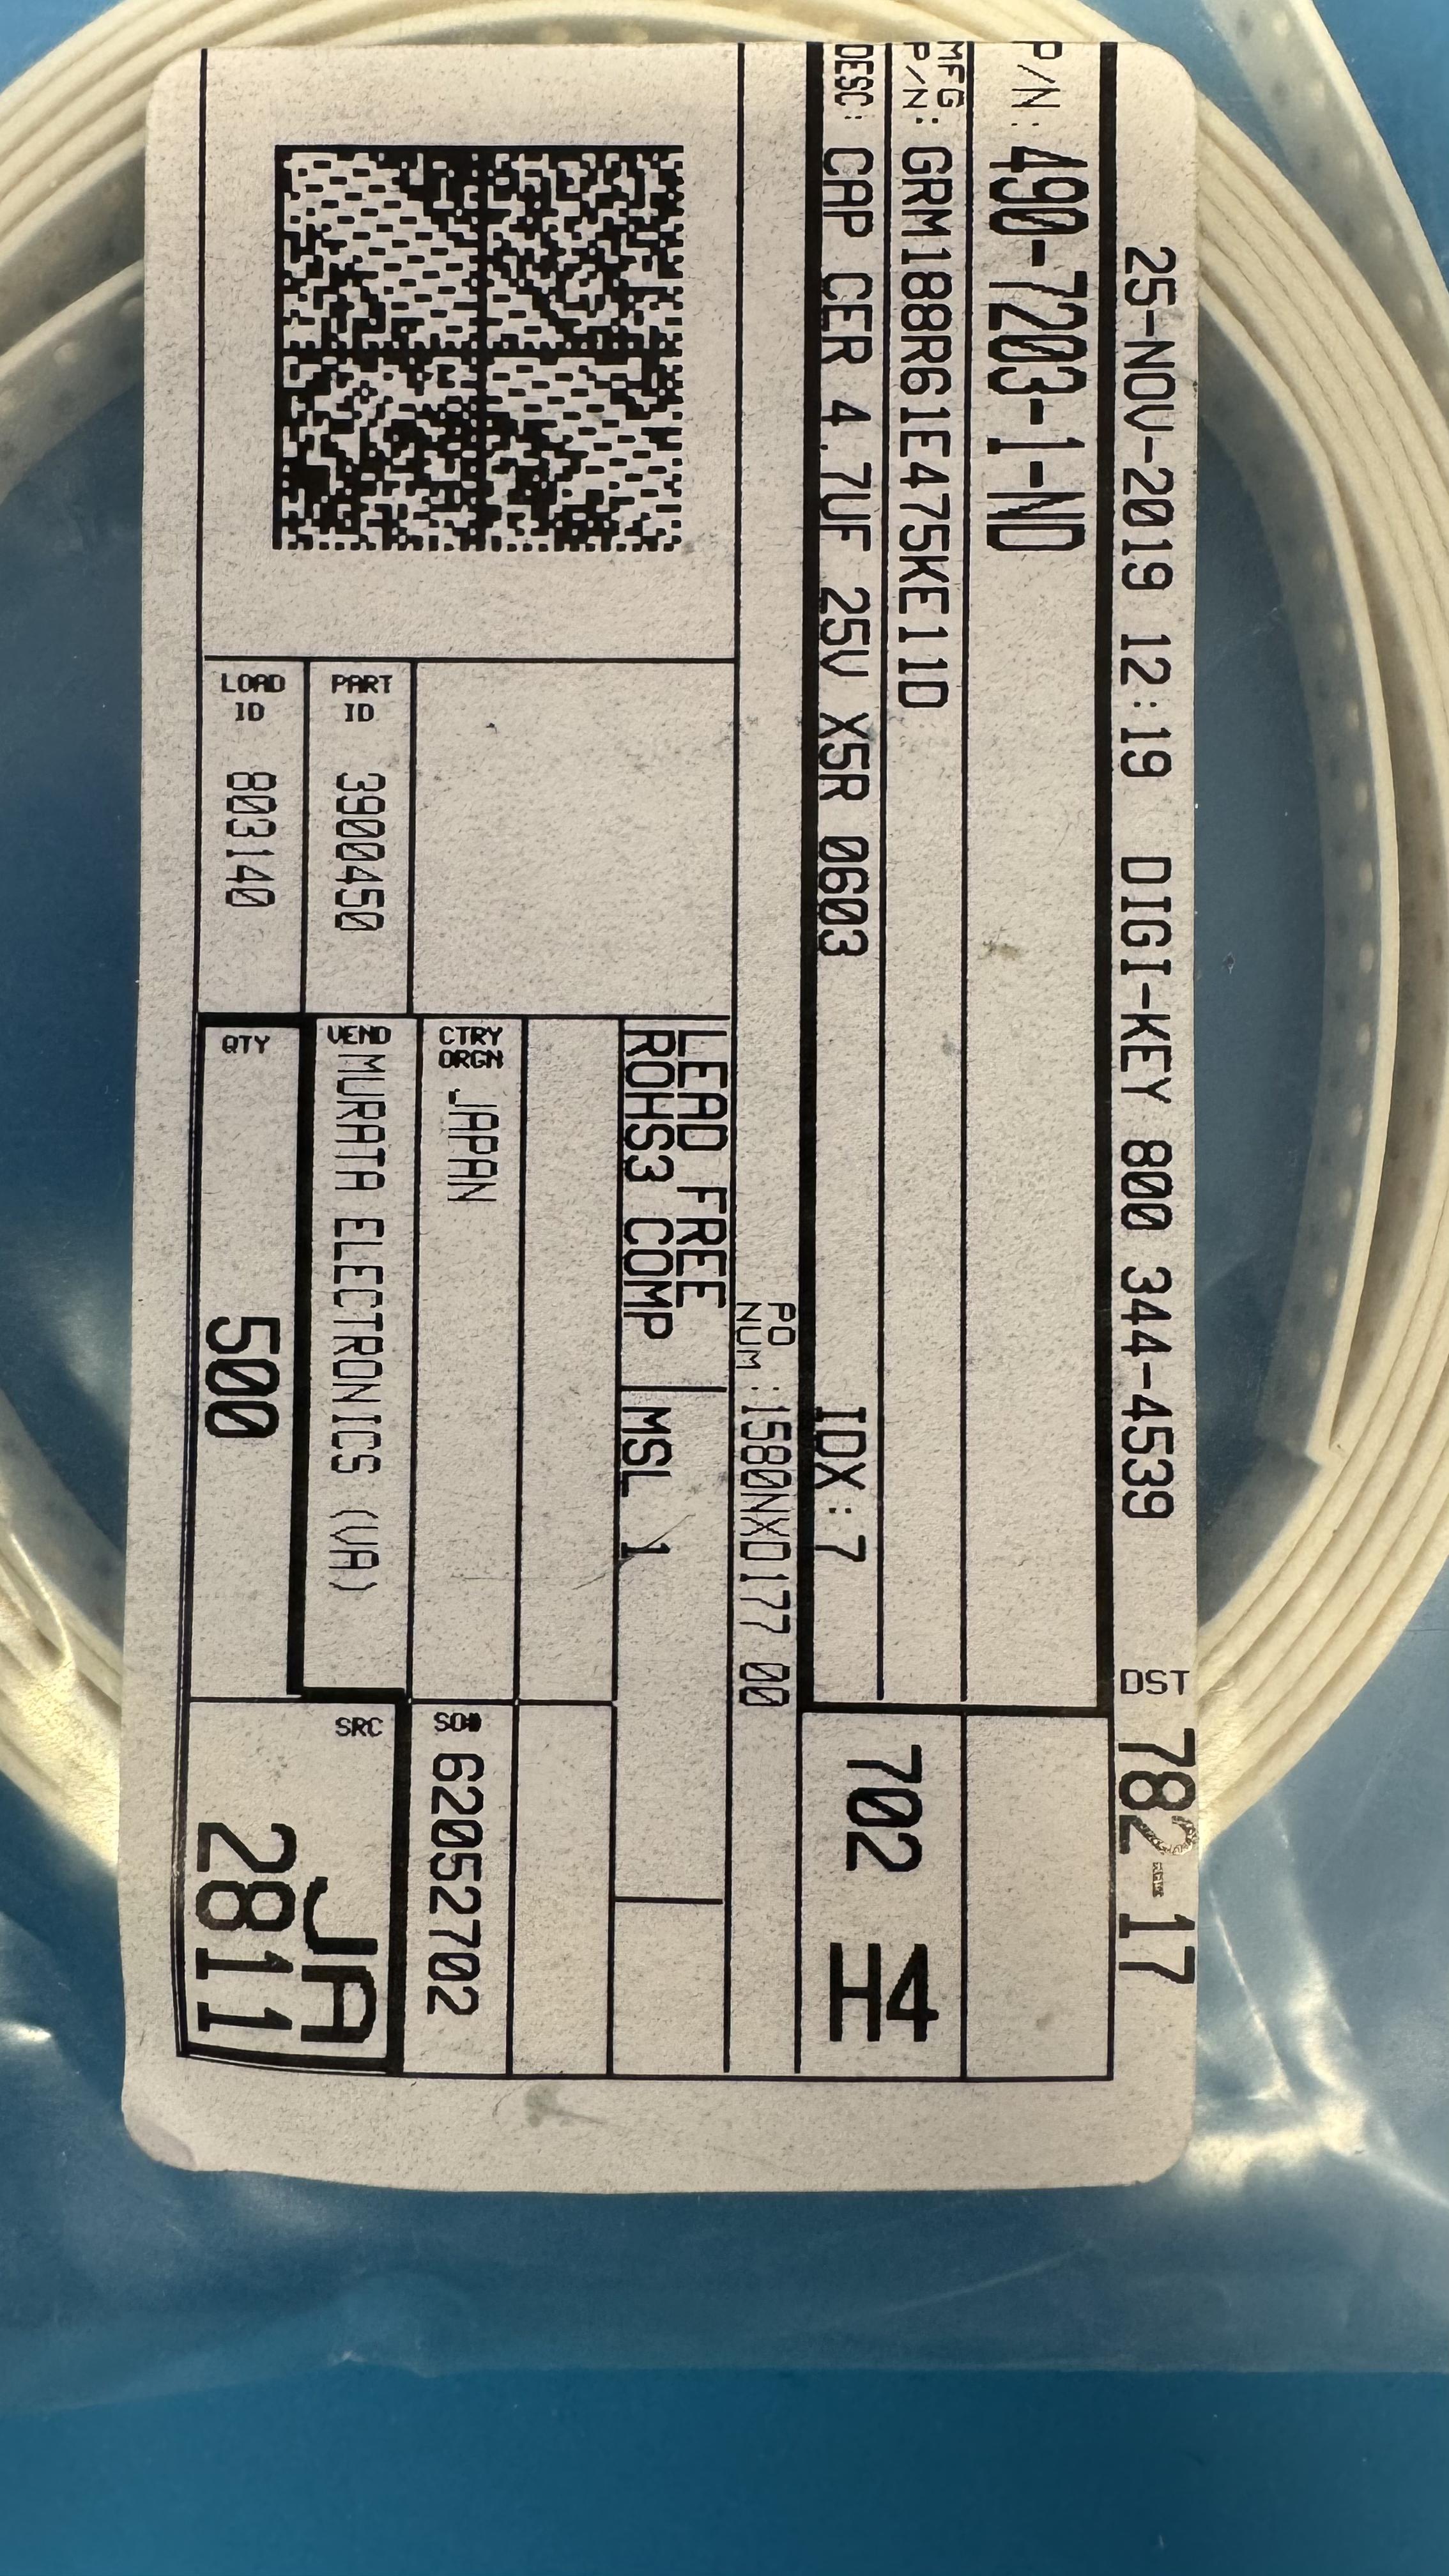 25-NOV-2019 12:19 DIGI-KEY 800 344-4539 DST 782-17
P/N: 490-7203-1-ND
MFG
P/N: GRM188R61E475KE11D
DESC: CAP CER 4.7UF 25V X5R 0603 IDX: 7
702 H4
PO
NUM :1580NXD177 00
LEAD FREE
ROHS3 COMP MSL 1
CTRY
ORGN JAPAN
SO# 62052702
PART
ID 3900450
VEND MURATA ELECTRONICS (VA)
LOAD
ID 803140
QTY 500
SRC JA
2811